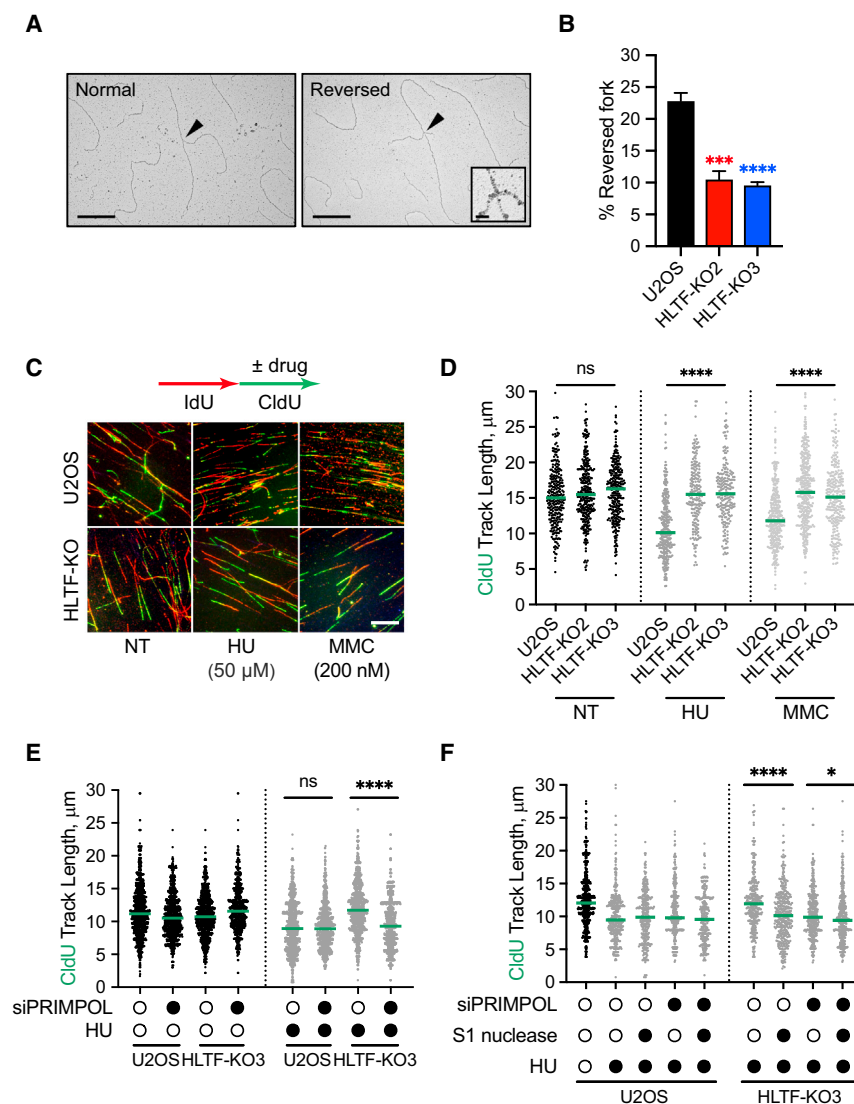 A
Normal
Reversed
B
% Reversed fork
30
25
20
15
10
5
0
***
****
U2OS
HLTF-KO2
HLTF-KO3
C
± drug
IdU
CldU
U2OS
HLTF-KO
NT
HU
MMC
(50 µM)
(200 nM)
D
CldU Track Length, µm
30
25
20
15
10
5
0
ns
****
****
U2OS
HLTF-KO2
HLTF-KO3
U2OS
HLTF-KO2
HLTF-KO3
U2OS
HLTF-KO2
HLTF-KO3
NT
HU
MMC
E
CldU Track Length, µm
35
30
25
20
15
10
5
0
ns
****
siPRIMPOL
HU
U2OS
HLTF-KO3
U2OS
HLTF-KO3
F
CldU Track Length, µm
30
25
20
15
10
5
0
****
*
siPRIMPOL
S1 nuclease
HU
U2OS
HLTF-KO3